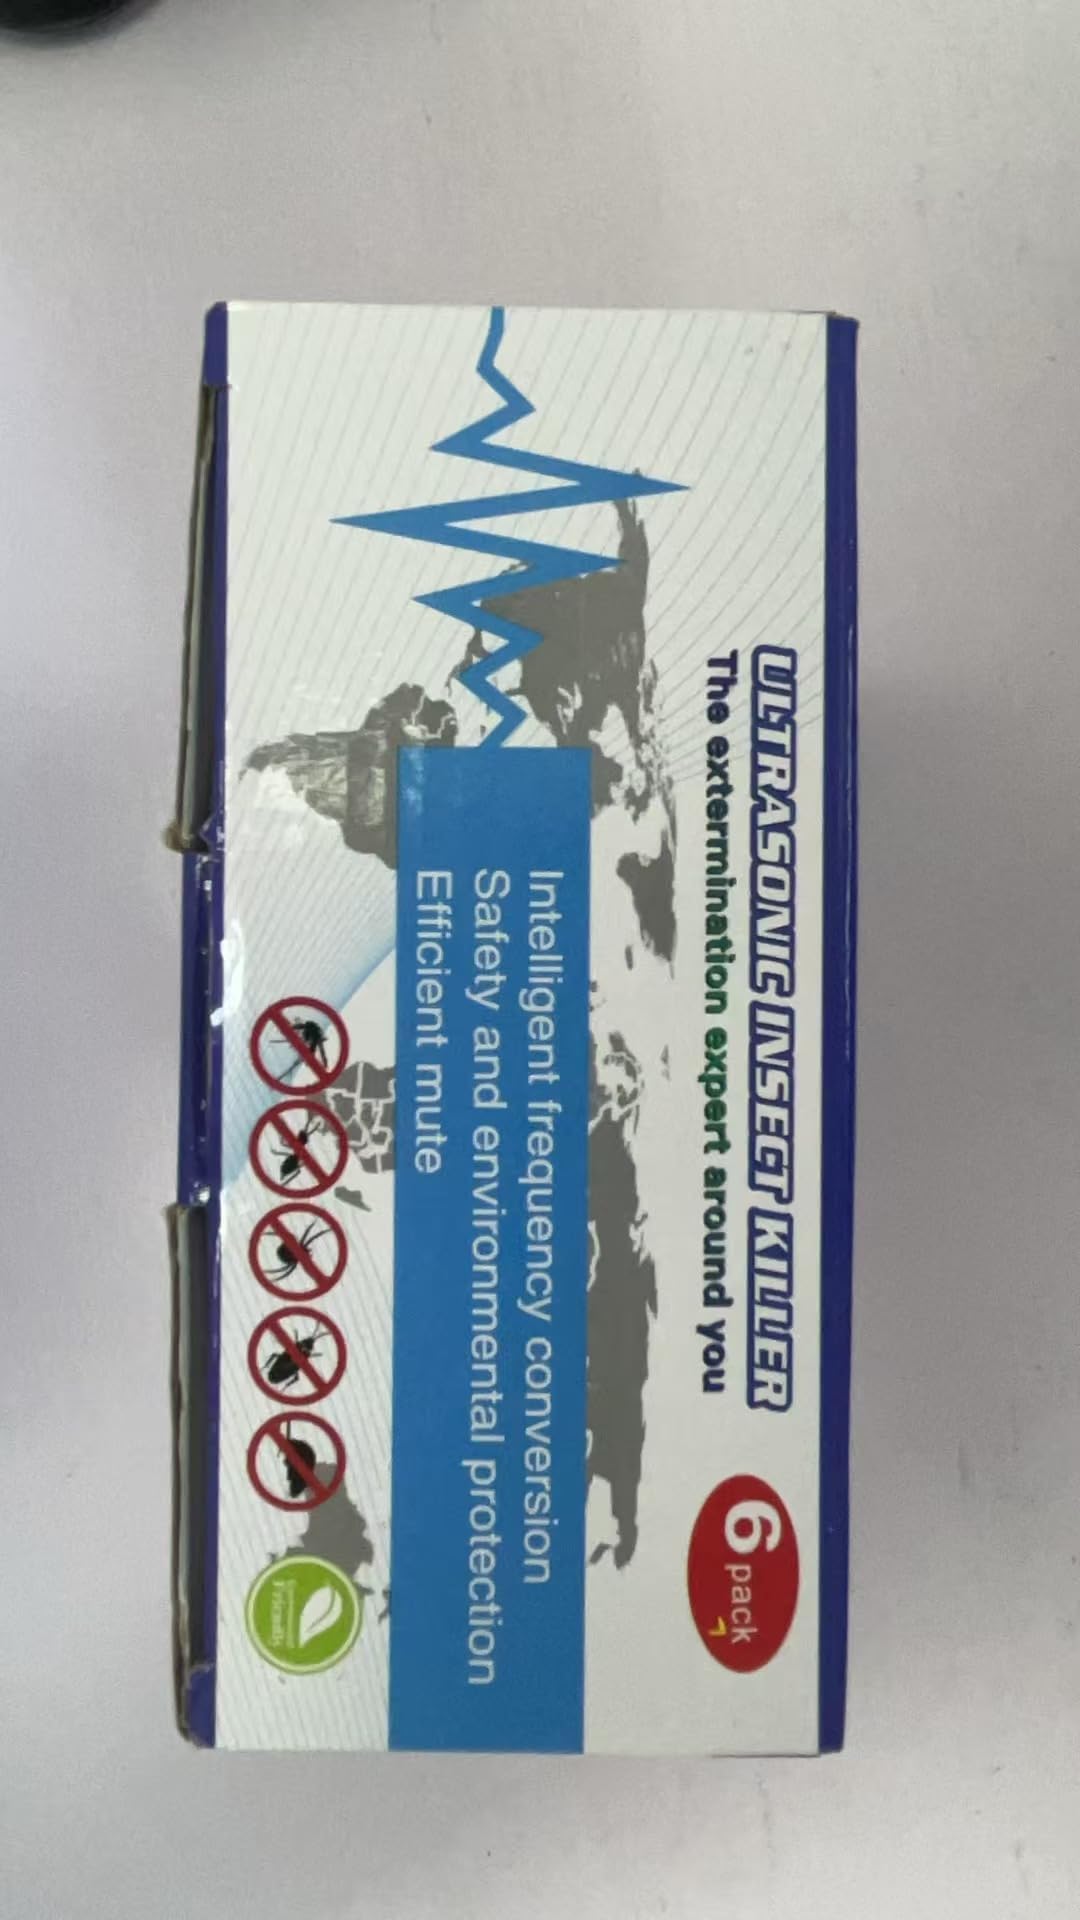 ULTRASONIC INSECT KILLER
The extermination expert around you
6 pack
Intelligent frequency conversion
Safety and environmental protection
Efficient mute
Friendly